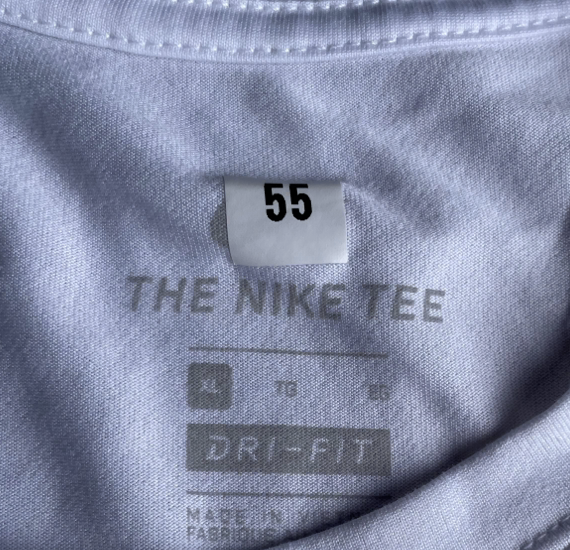 55
THE NIKE TEE
XL TG EG
DRI-FIT
MADE IN